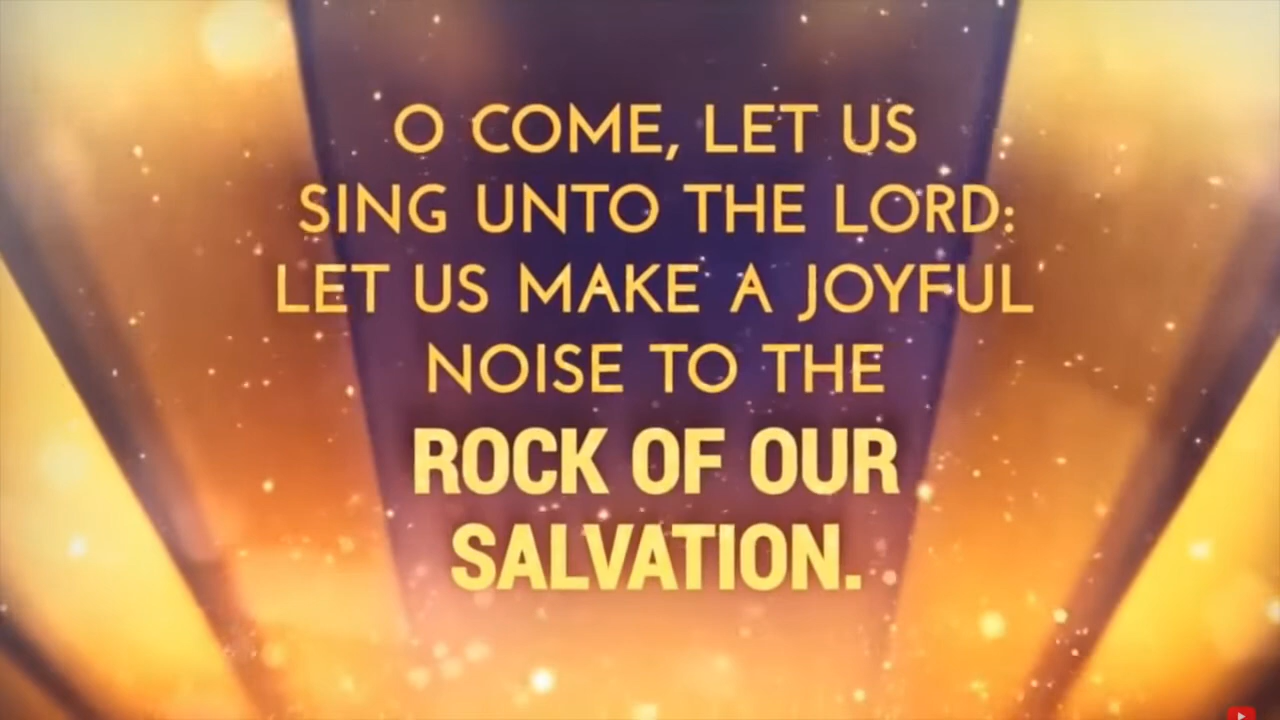 O COME, LET US
SING UNTO THE LORD:
LET US MAKE A JOYFUL
NOISE TO THE
ROCK OF OUR
SALVATION.